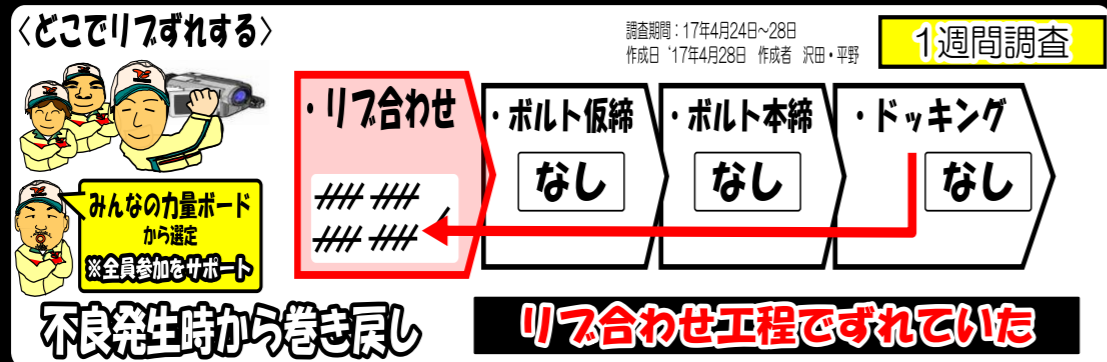 〈どこでリブずれする〉
調査期間：17年4月24日~28日
作成日 '17年4月28日 作成者 沢田・平野
1週間調査
・リブ合わせ
・ボルト仮締
なし
・ボルト本締
なし
・ドッキング
なし
みんなの力量ボード
から選定
※全員参加をサポート
不良発生時から巻き戻し
リブ合わせ工程でずれていた